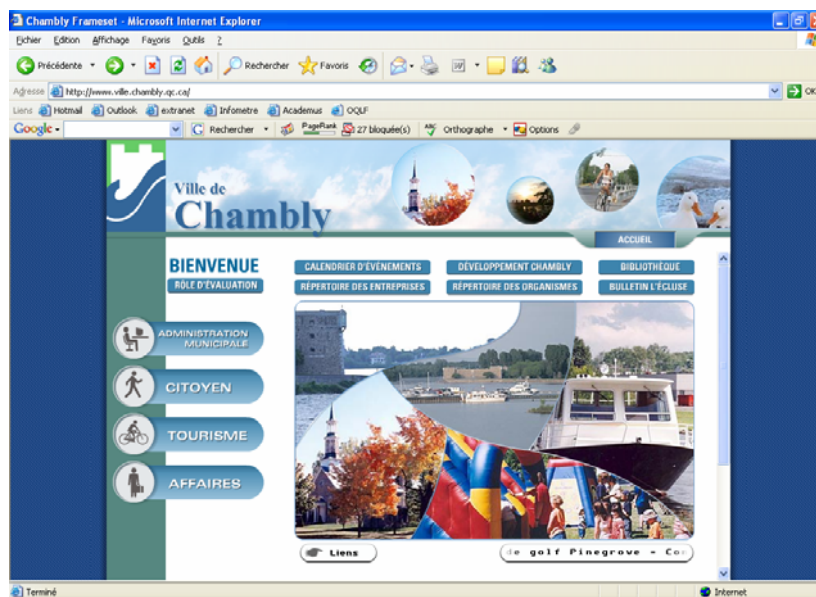 Chambly Frameset - Microsoft Internet Explorer
Fichier Edition Affichage Favoris Outils ?
Précédente Rechercher Favoris
Adresse http://www.ville.chambly.qc.ca/ OK
Liens Hotmail Outlook extranet Infometre Academus OQLF
Google Rechercher PageRank 27 bloquée(s) ABC Orthographe Options
Ville de
Chambly
ACCUEIL
BIENVENUE
RÔLE D'ÉVALUATION
CALENDRIER D'ÉVÉNEMENTS DÉVELOPPEMENT CHAMBLY BIBLIOTHÈQUE
RÉPERTOIRE DES ENTREPRISES RÉPERTOIRE DES ORGANISMES BULLETIN L'ÉCLUSE
ADMINISTRATION
MUNICIPALE
CITOYEN
TOURISME
AFFAIRES
Liens de golf Pinegrove - Co
Terminé Internet